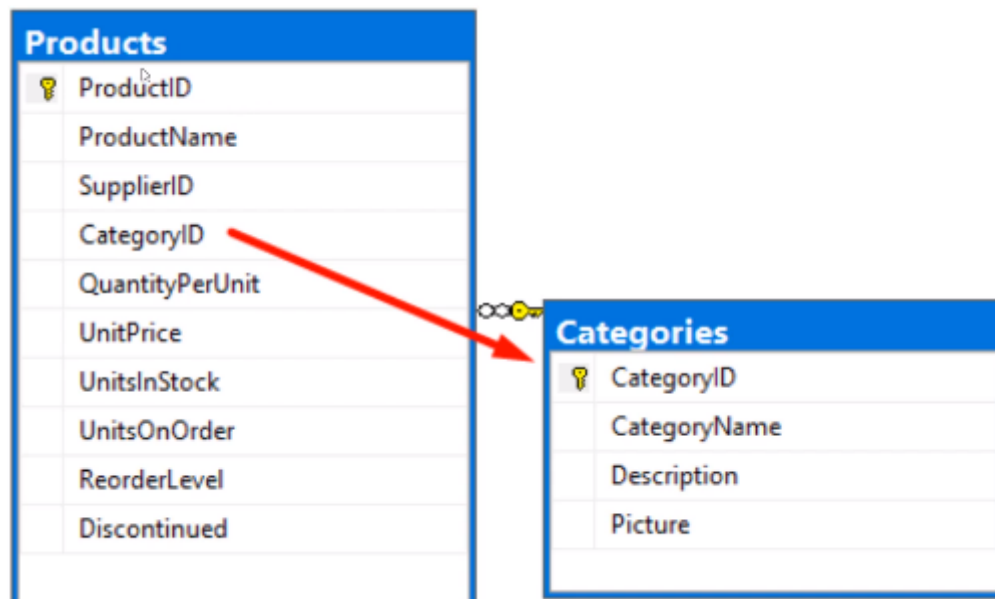 Products
ProductID
ProductName
SupplierID
CategoryID
QuantityPerUnit
UnitPrice
UnitsInStock
UnitsOnOrder
ReorderLevel
Discontinued
Categories
CategoryID
CategoryName
Description
Picture